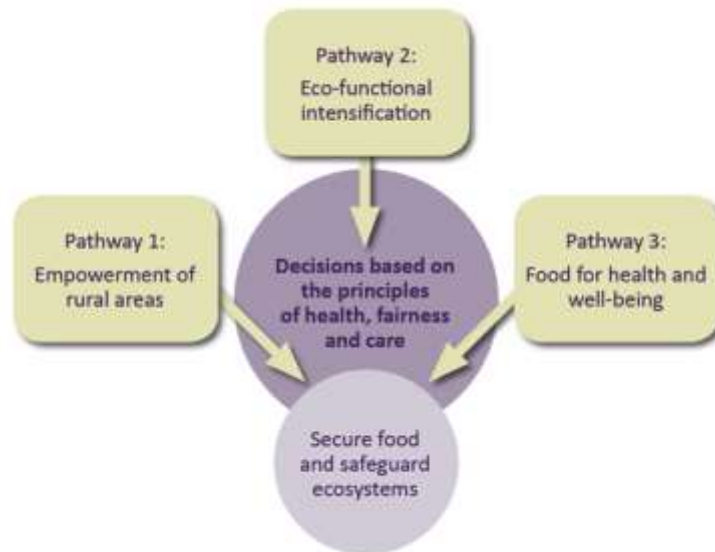 Pathway 2:
Eco-functional
intensification
Pathway 1:
Empowerment of
rural areas
Decisions based on
the principles
of health, fairness
and care
Pathway 3:
Food for health and
well-being
Secure food
and safeguard
ecosystems